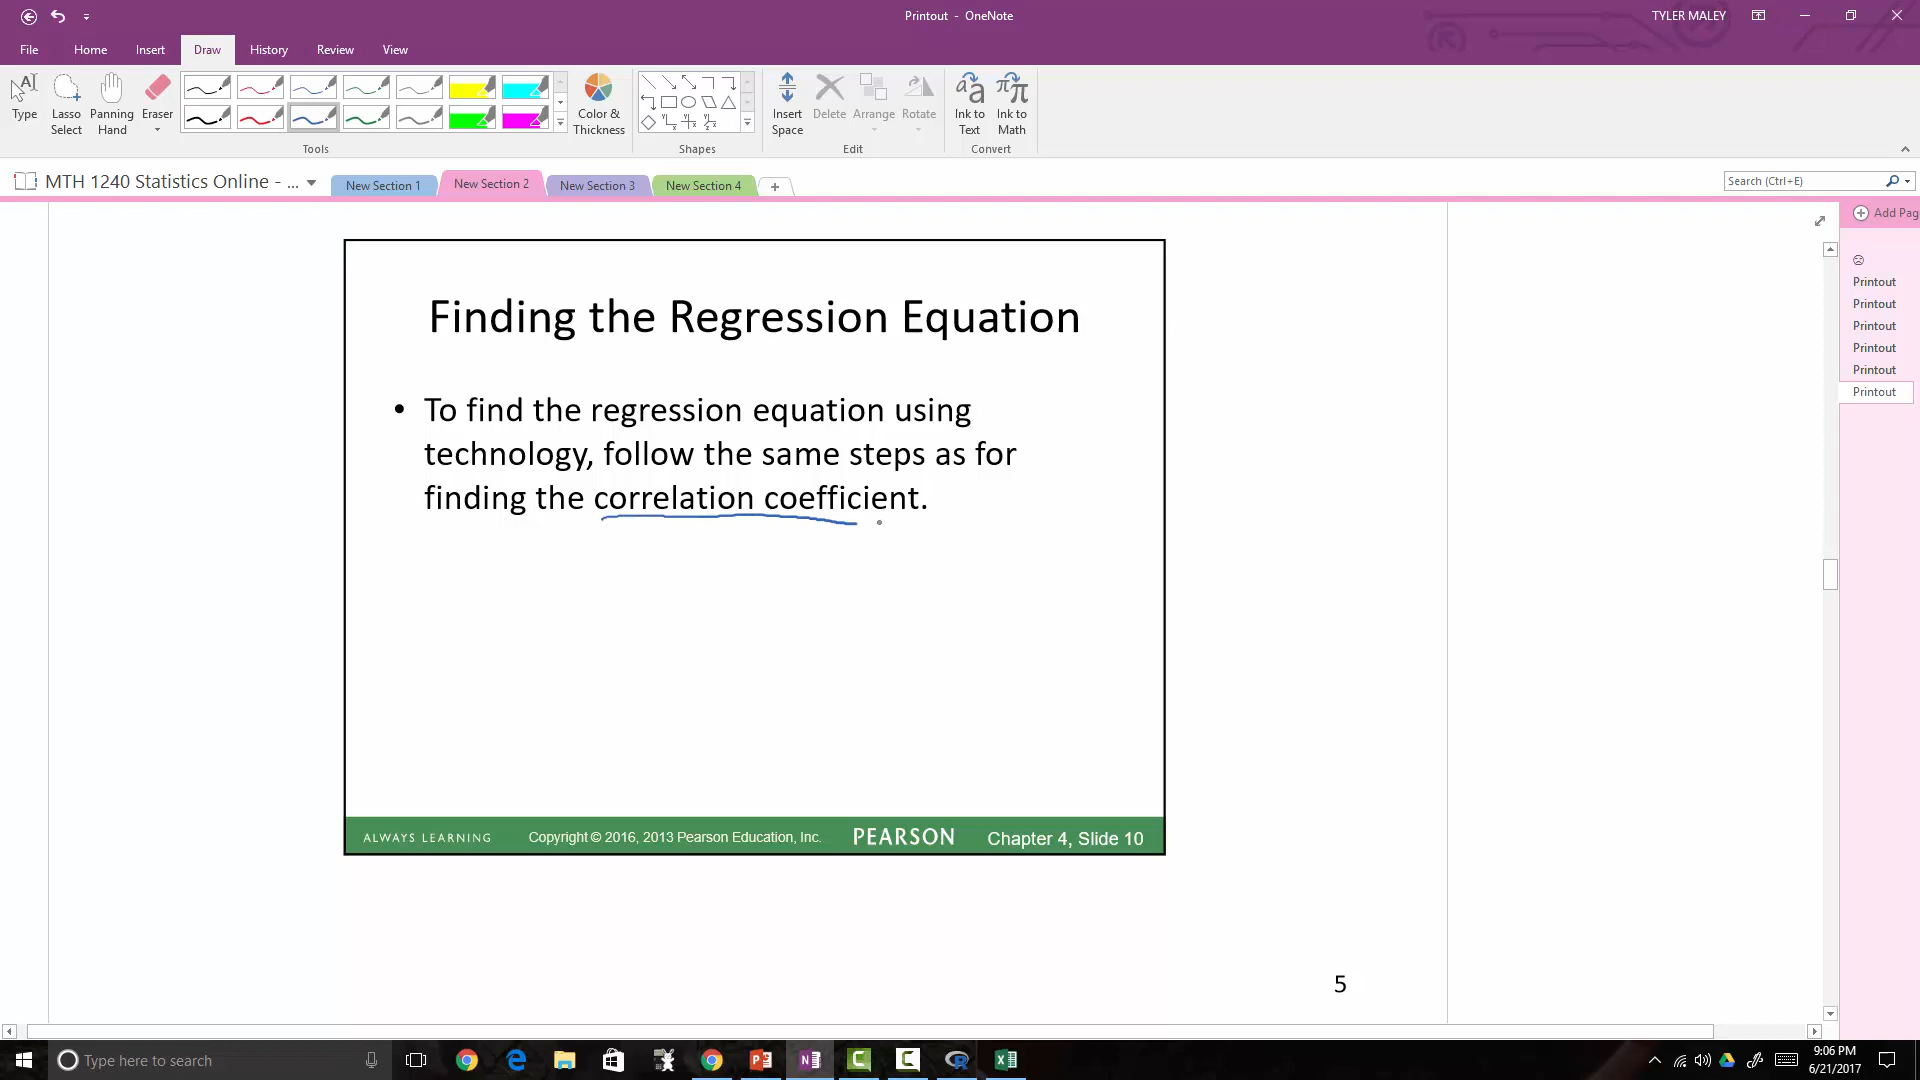 Printout - OneNote
TYLER MALEY
File
Home
Insert
Draw
History
Review
View
Type
Lasso
Select
Panning
Hand
Eraser
Color &
Thickness
Insert
Space
Delete
Arrange
Rotate
Ink to
Text
Ink to
Math
Tools
Shapes
Edit
Convert
MTH 1240 Statistics Online - ...
New Section 1
New Section 2
New Section 3
New Section 4
Search (Ctrl+E)
Add Pag
Printout
Printout
Printout
Printout
Printout
Printout
Finding the Regression Equation
• To find the regression equation using
technology, follow the same steps as for
finding the correlation coefficient.
ALWAYS LEARNING
Copyright © 2016, 2013 Pearson Education, Inc.
PEARSON
Chapter 4, Slide 10
5
Type here to search
9:06 PM
6/21/2017